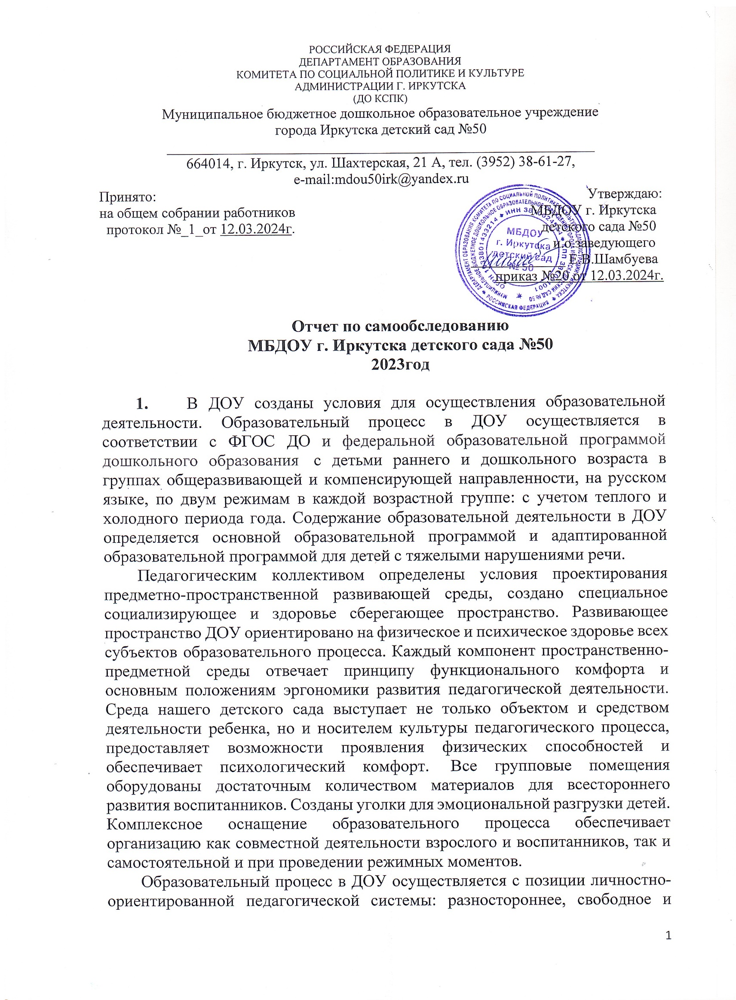 РОССИЙСКАЯ ФЕДЕРАЦИЯ
ДЕПАРТАМЕНТ ОБРАЗОВАНИЯ
КОМИТЕТА ПО СОЦИАЛЬНОЙ ПОЛИТИКЕ И КУЛЬТУРЕ
АДМИНИСТРАЦИИ Г. ИРКУТСКА
(ДО КСПК)
Муниципальное бюджетное дошкольное образовательное учреждение
города Иркутска детский сад №50
664014, г. Иркутск, ул. Шахтерская, 21 А, тел. (3952) 38-61-27,
e-mail:mdou50irk@yandex.ru
Принято:
на общем собрании работников
протокол №_1_от 12.03.2024г.
Утверждаю:
МБДОУ г. Иркутска
детского сада №50
и.о.заведующего
Е.В.Шамбуева
приказ №20 от 12.03.2024г.
МБДОУ
г. Иркутска
детский сад
№ 50
РОССИЙСКАЯ ФЕДЕРАЦИЯ
Отчет по самообследованию
МБДОУ г. Иркутска детского сада №50
2023год
1. В ДОУ созданы условия для осуществления образовательной
деятельности. Образовательный процесс в ДОУ осуществляется в
соответствии с ФГОС ДО и федеральной образовательной программой
дошкольного образования с детьми раннего и дошкольного возраста в
группах общеразвивающей и компенсирующей направленности, на русском
языке, по двум режимам в каждой возрастной группе: с учетом теплого и
холодного периода года. Содержание образовательной деятельности в ДОУ
определяется основной образовательной программой и адаптированной
образовательной программой для детей с тяжелыми нарушениями речи.
Педагогическим коллективом определены условия проектирования
предметно-пространственной развивающей среды, создано специальное
социализирующее и здоровье сберегающее пространство. Развивающее
пространство ДОУ ориентировано на физическое и психическое здоровье всех
субъектов образовательного процесса. Каждый компонент пространственно-
предметной среды отвечает принципу функционального комфорта и
основным положениям эргономики развития педагогической деятельности.
Среда нашего детского сада выступает не только объектом и средством
деятельности ребенка, но и носителем культуры педагогического процесса,
предоставляет возможности проявления физических способностей и
обеспечивает психологический комфорт. Все групповые помещения
оборудованы достаточным количеством материалов для всестороннего
развития воспитанников. Созданы уголки для эмоциональной разгрузки детей.
Комплексное оснащение образовательного процесса обеспечивает
организацию как совместной деятельности взрослого и воспитанников, так и
самостоятельной и при проведении режимных моментов.
Образовательный процесс в ДОУ осуществляется с позиции личностно-
ориентированной педагогической системы: разностороннее, свободное и
1